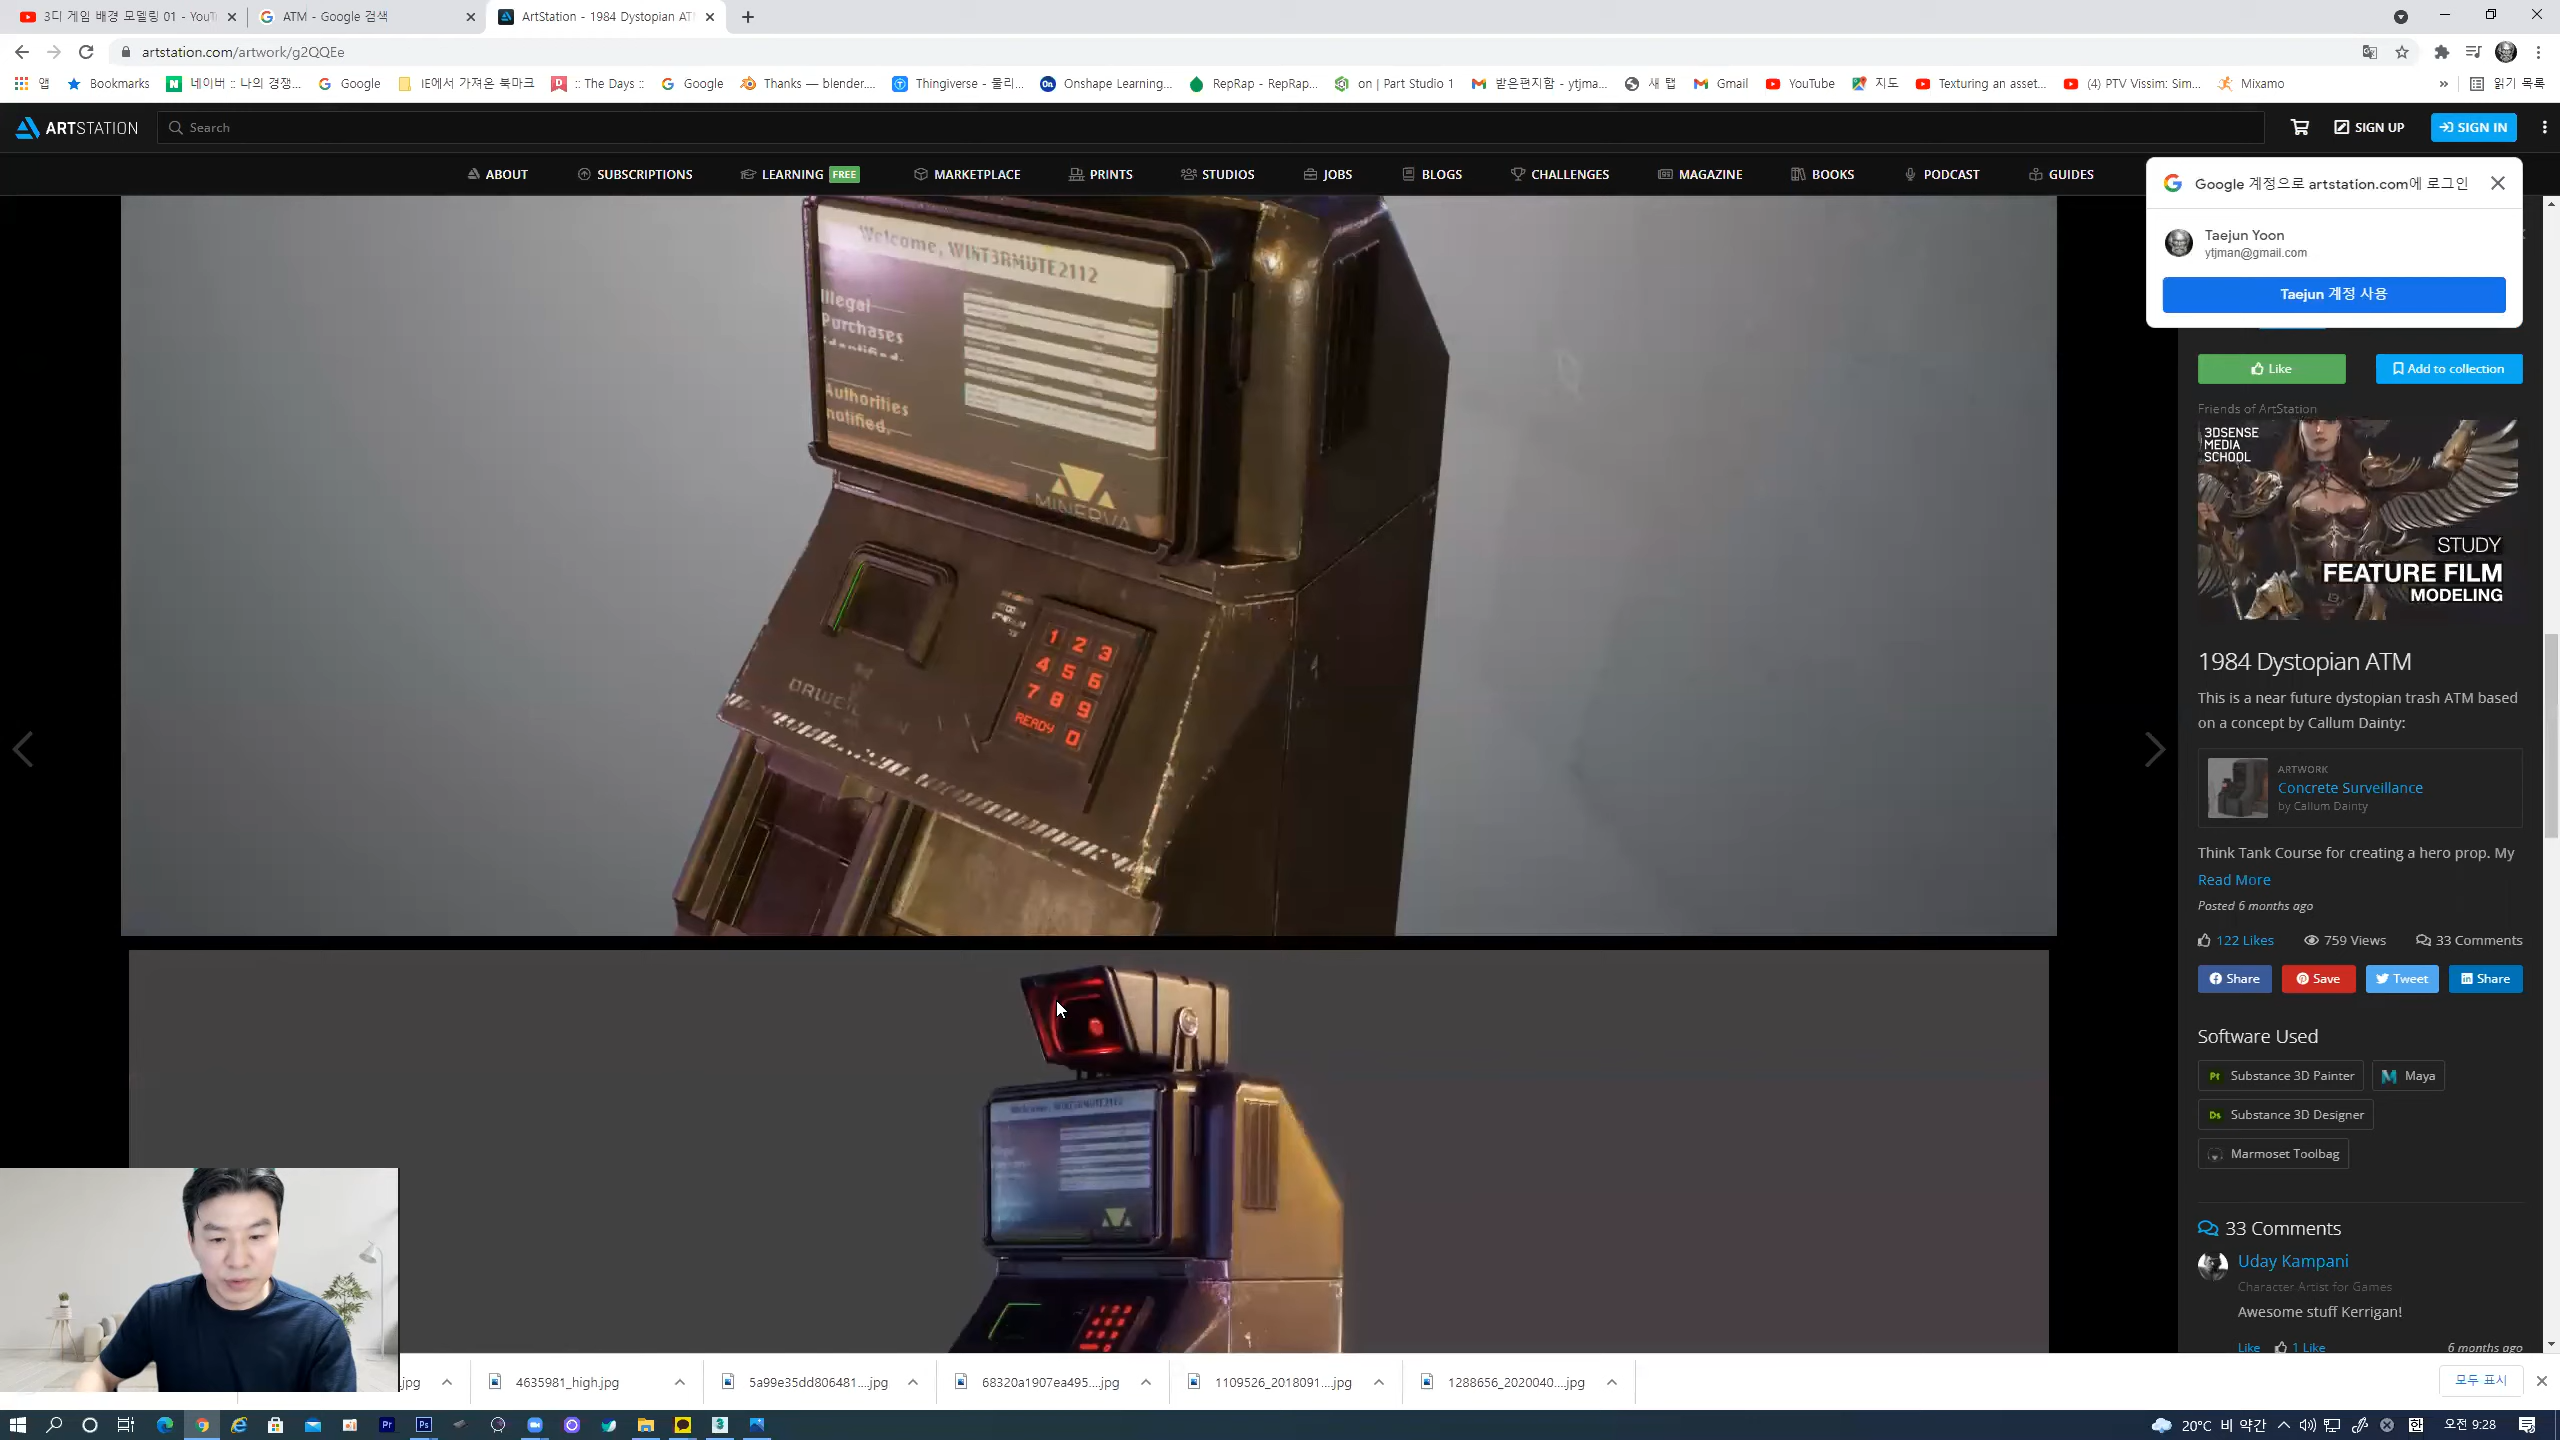 3디 게임 배경 모델링 01 - YouT
ATM - Google 검색
ArtStation - 1984 Dystopian AT
artstation.com/artwork/g2QQEe
앱
Bookmarks
네이버 :: 나의 경쟁...
Google
IE에서 가져온 북마크
:: The Days ::
Google
Thanks — blender....
Thingiverse - 둘리...
Onshape Learning...
RepRap - RepRap...
on | Part Studio 1
받은편지함 - ytjma...
새 탭
Gmail
YouTube
지도
Texturing an asset...
(4) PTV Vissim: Sim...
Mixamo
»
읽기 목록
ARTSTATION
Search
SIGN UP
SIGN IN
ABOUT
SUBSCRIPTIONS
LEARNING FREE
MARKETPLACE
PRINTS
STUDIOS
JOBS
BLOGS
CHALLENGES
MAGAZINE
BOOKS
PODCAST
GUIDES
Google 계정으로 artstation.com에 로그인
Taejun Yoon
ytjman@gmail.com
Taejun 계정 사용
Welcome, WINT3RMUTE2112
Illegal
Purchases
identified.
Authorities
notified.
MINERVA
1 2 3
4 5 6
7 8 9
READY 0
Welcome, WINT3RMUTE2112
Like
Add to collection
Friends of ArtStation
3DSENSE
MEDIA
SCHOOL
STUDY
FEATURE FILM
MODELING
1984 Dystopian ATM
This is a near future dystopian trash ATM based
on a concept by Callum Dainty:
ARTWORK
Concrete Surveillance
by Callum Dainty
Think Tank Course for creating a hero prop. My
Read More
Posted 6 months ago
122 Likes
759 Views
33 Comments
Share
Save
Tweet
Share
Software Used
Pt Substance 3D Painter
Maya
Ds Substance 3D Designer
Marmoset Toolbag
33 Comments
Uday Kampani
Character Artist for Games
Awesome stuff Kerrigan!
Like
1 Like
6 months ago
.jpg
4635981_high.jpg
5a99e35dd806481....jpg
68320a1907ea495....jpg
1109526_2018091....jpg
1288656_2020040....jpg
모두 표시
Pr
Ps
3
20°C 비 약간
한
오전 9:28